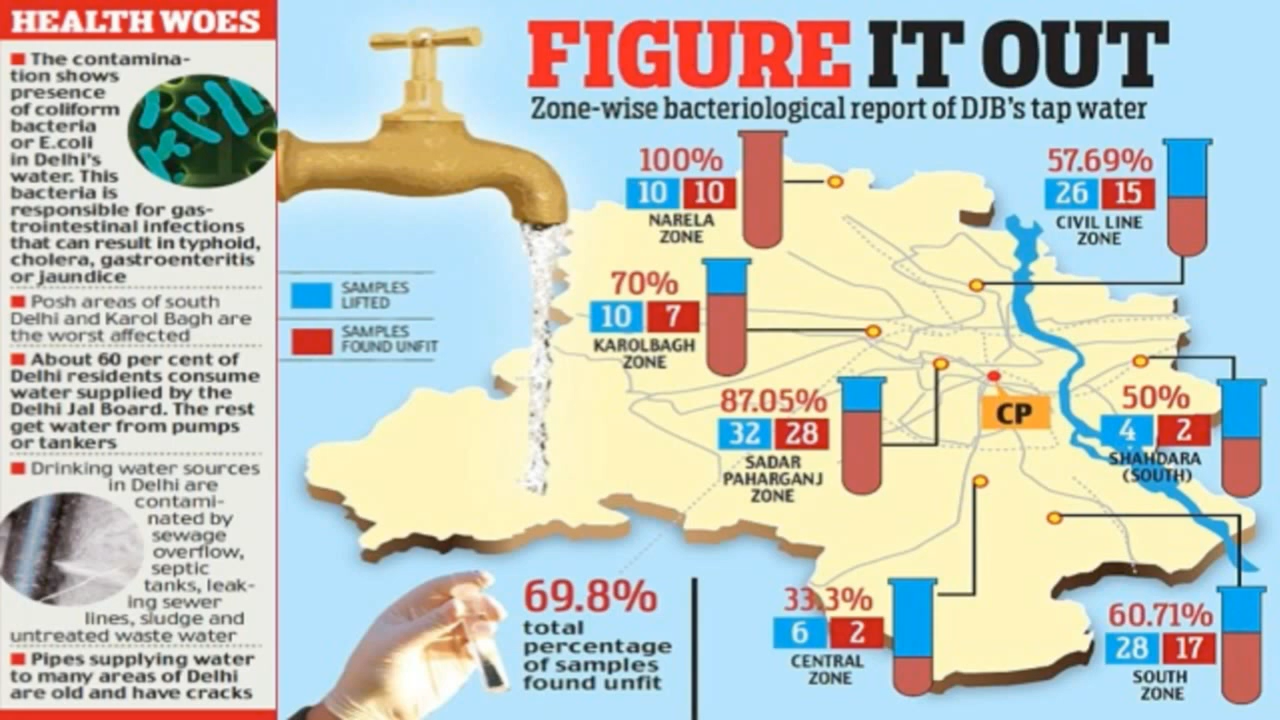 HEALTH WOES
The contamina-
tion shows
presence
of coliform
bacteria
or E.coli
in Delhi's
water. This
bacteria is
responsible for gas-
trointestinal infections
that can result in typhoid,
cholera, gastroenteritis
or jaundice
Posh areas of south
Delhi and Karol Bagh are
the worst affected
About 60 per cent of
Delhi residents consume
water supplied by the
Delhi Jal Board. The rest
get water from pumps
or tankers
Drinking water sources
in Delhi are
contami-
nated by
sewage
overflow,
septic
tanks, leak-
ing sewer
lines, sludge and
untreated waste water
Pipes supplying water
to many areas of Delhi
are old and have cracks
FIGURE IT OUT
Zone-wise bacteriological report of DJB's tap water
SAMPLES
LIFTED
SAMPLES
FOUND UNFIT
100%
10 10
NARELA
ZONE
57.69%
26 15
CIVIL LINE
ZONE
70%
10 7
KAROLBAGH
ZONE
87.05%
32 28
SADAR
PAHARGANJ
ZONE
CP
50%
4 2
SHAHDARA
(SOUTH)
69.8%
total
percentage
of samples
found unfit
33.3%
6 2
CENTRAL
ZONE
60.71%
28 17
SOUTH
ZONE